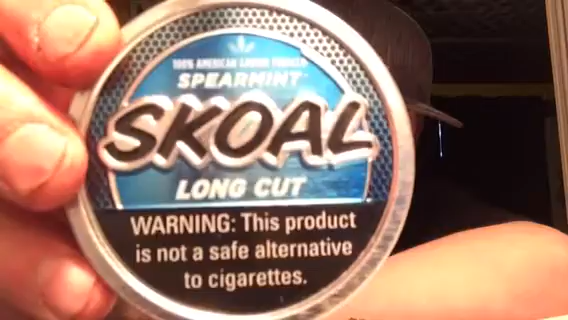 100% AMERICAN GROWN TOBACCO
SPEARMINT
SKOAL
LONG CUT
WARNING: This product
is not a safe alternative
to cigarettes.